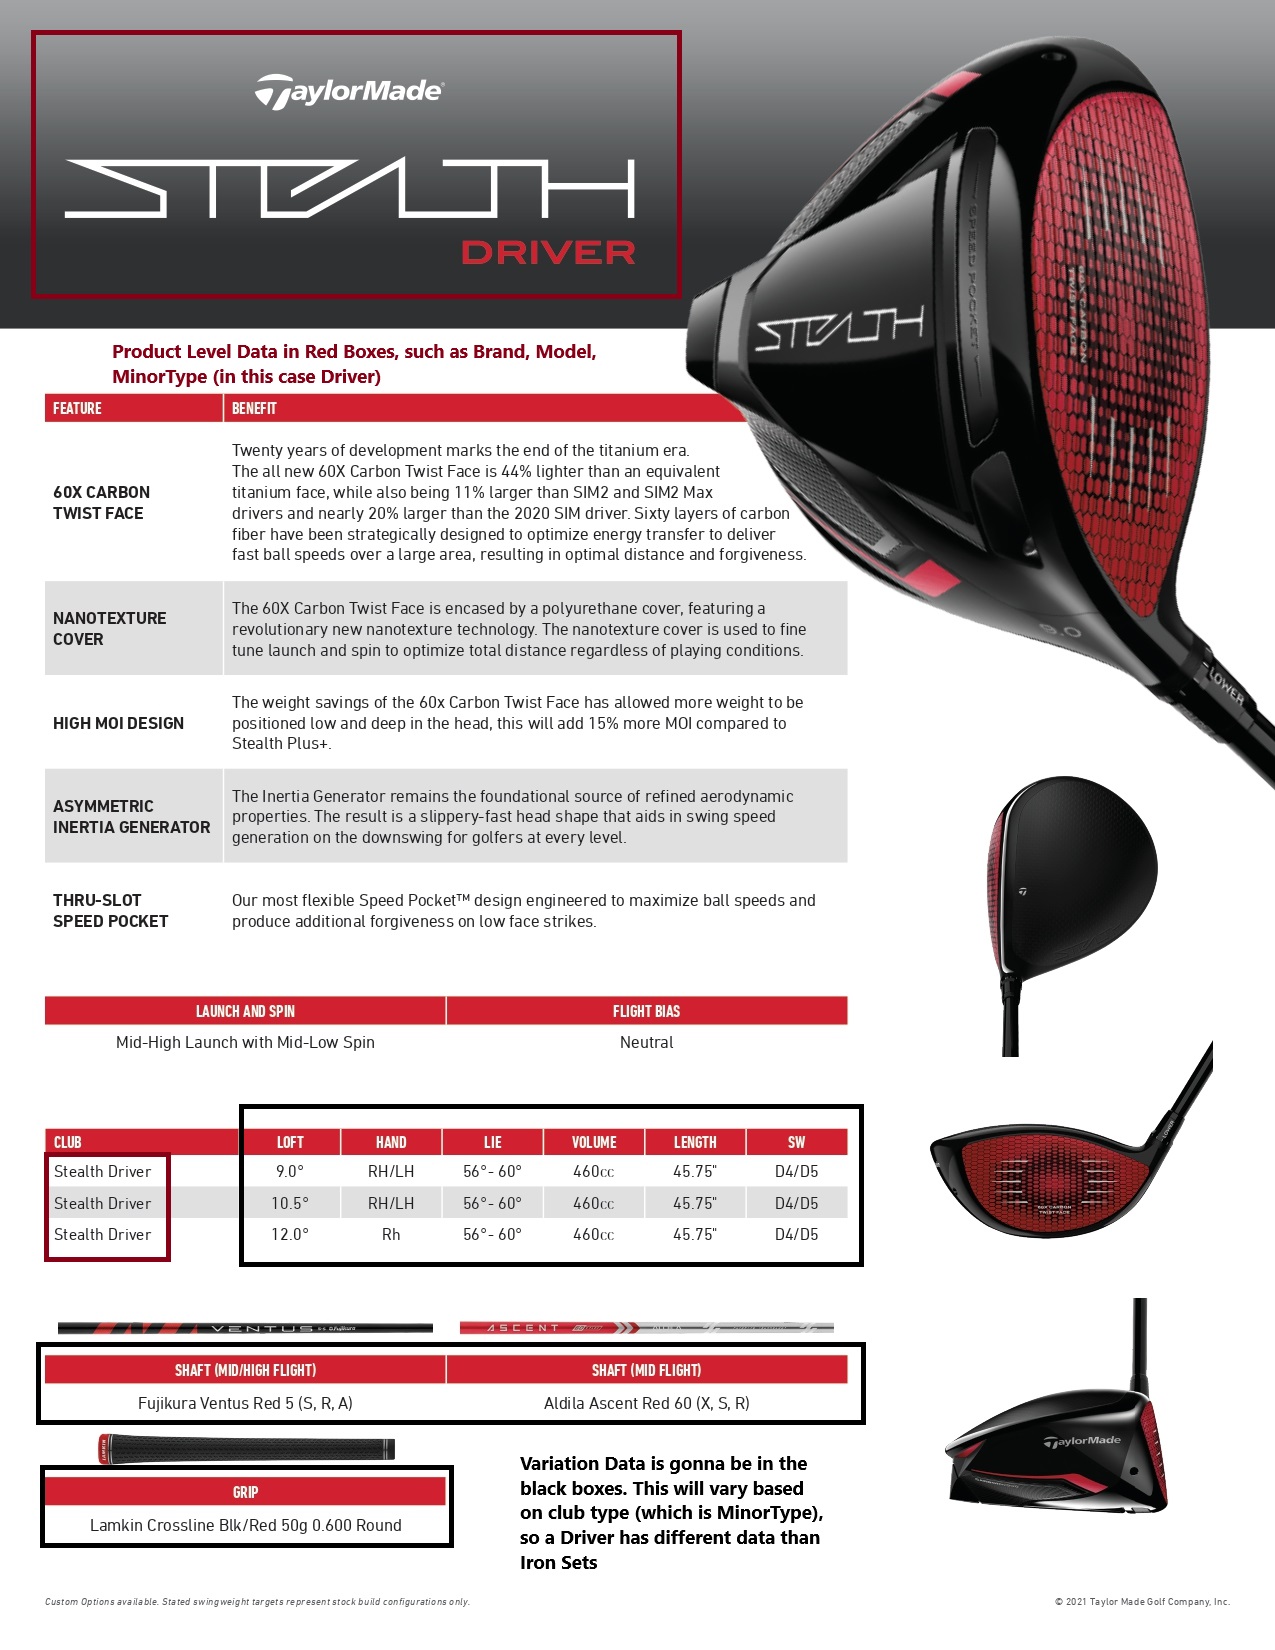 TaylorMade
STEALTH
DRIVER
Product Level Data in Red Boxes, such as Brand, Model,
MinorType (in this case Driver)
FEATURE BENEFIT
60X CARBON
TWIST FACE
Twenty years of development marks the end of the titanium era.
The all new 60X Carbon Twist Face is 44% lighter than an equivalent
titanium face, while also being 11% larger than SIM2 and SIM2 Max
drivers and nearly 20% larger than the 2020 SIM driver. Sixty layers of carbon
fiber have been strategically designed to optimize energy transfer to deliver
fast ball speeds over a large area, resulting in optimal distance and forgiveness.
NANOTEXTURE
COVER
The 60X Carbon Twist Face is encased by a polyurethane cover, featuring a
revolutionary new nanotexture technology. The nanotexture cover is used to fine
tune launch and spin to optimize total distance regardless of playing conditions.
HIGH MOI DESIGN
The weight savings of the 60x Carbon Twist Face has allowed more weight to be
positioned low and deep in the head, this will add 15% more MOI compared to
Stealth Plus+.
ASYMMETRIC
INERTIA GENERATOR
The Inertia Generator remains the foundational source of refined aerodynamic
properties. The result is a slippery-fast head shape that aids in swing speed
generation on the downswing for golfers at every level.
THRU-SLOT
SPEED POCKET
Our most flexible Speed Pocket™ design engineered to maximize ball speeds and
produce additional forgiveness on low face strikes.
LAUNCH AND SPIN FLIGHT BIAS
Mid-High Launch with Mid-Low Spin Neutral
CLUB LOFT HAND LIE VOLUME LENGTH SW
Stealth Driver 9.0° RH/LH 56°- 60° 460cc 45.75" D4/D5
Stealth Driver 10.5° RH/LH 56°- 60° 460cc 45.75" D4/D5
Stealth Driver 12.0° Rh 56°- 60° 460cc 45.75" D4/D5
VENTUS
ASCENT
SHAFT (MID/HIGH FLIGHT) SHAFT (MID FLIGHT)
Fujikura Ventus Red 5 (S, R, A) Aldila Ascent Red 60 (X, S, R)
GRIP
Lamkin Crossline Blk/Red 50g 0.600 Round
Variation Data is gonna be in the
black boxes. This will vary based
on club type (which is MinorType),
so a Driver has different data than
Iron Sets
STEALTH
SPEED POCKET
60X CARBON
TWIST FACE
9.0
LOWER
60X CARBON
TWIST FACE
TaylorMade
Custom Options available. Stated swingweight targets represent stock build configurations only.
© 2021 Taylor Made Golf Company, Inc.